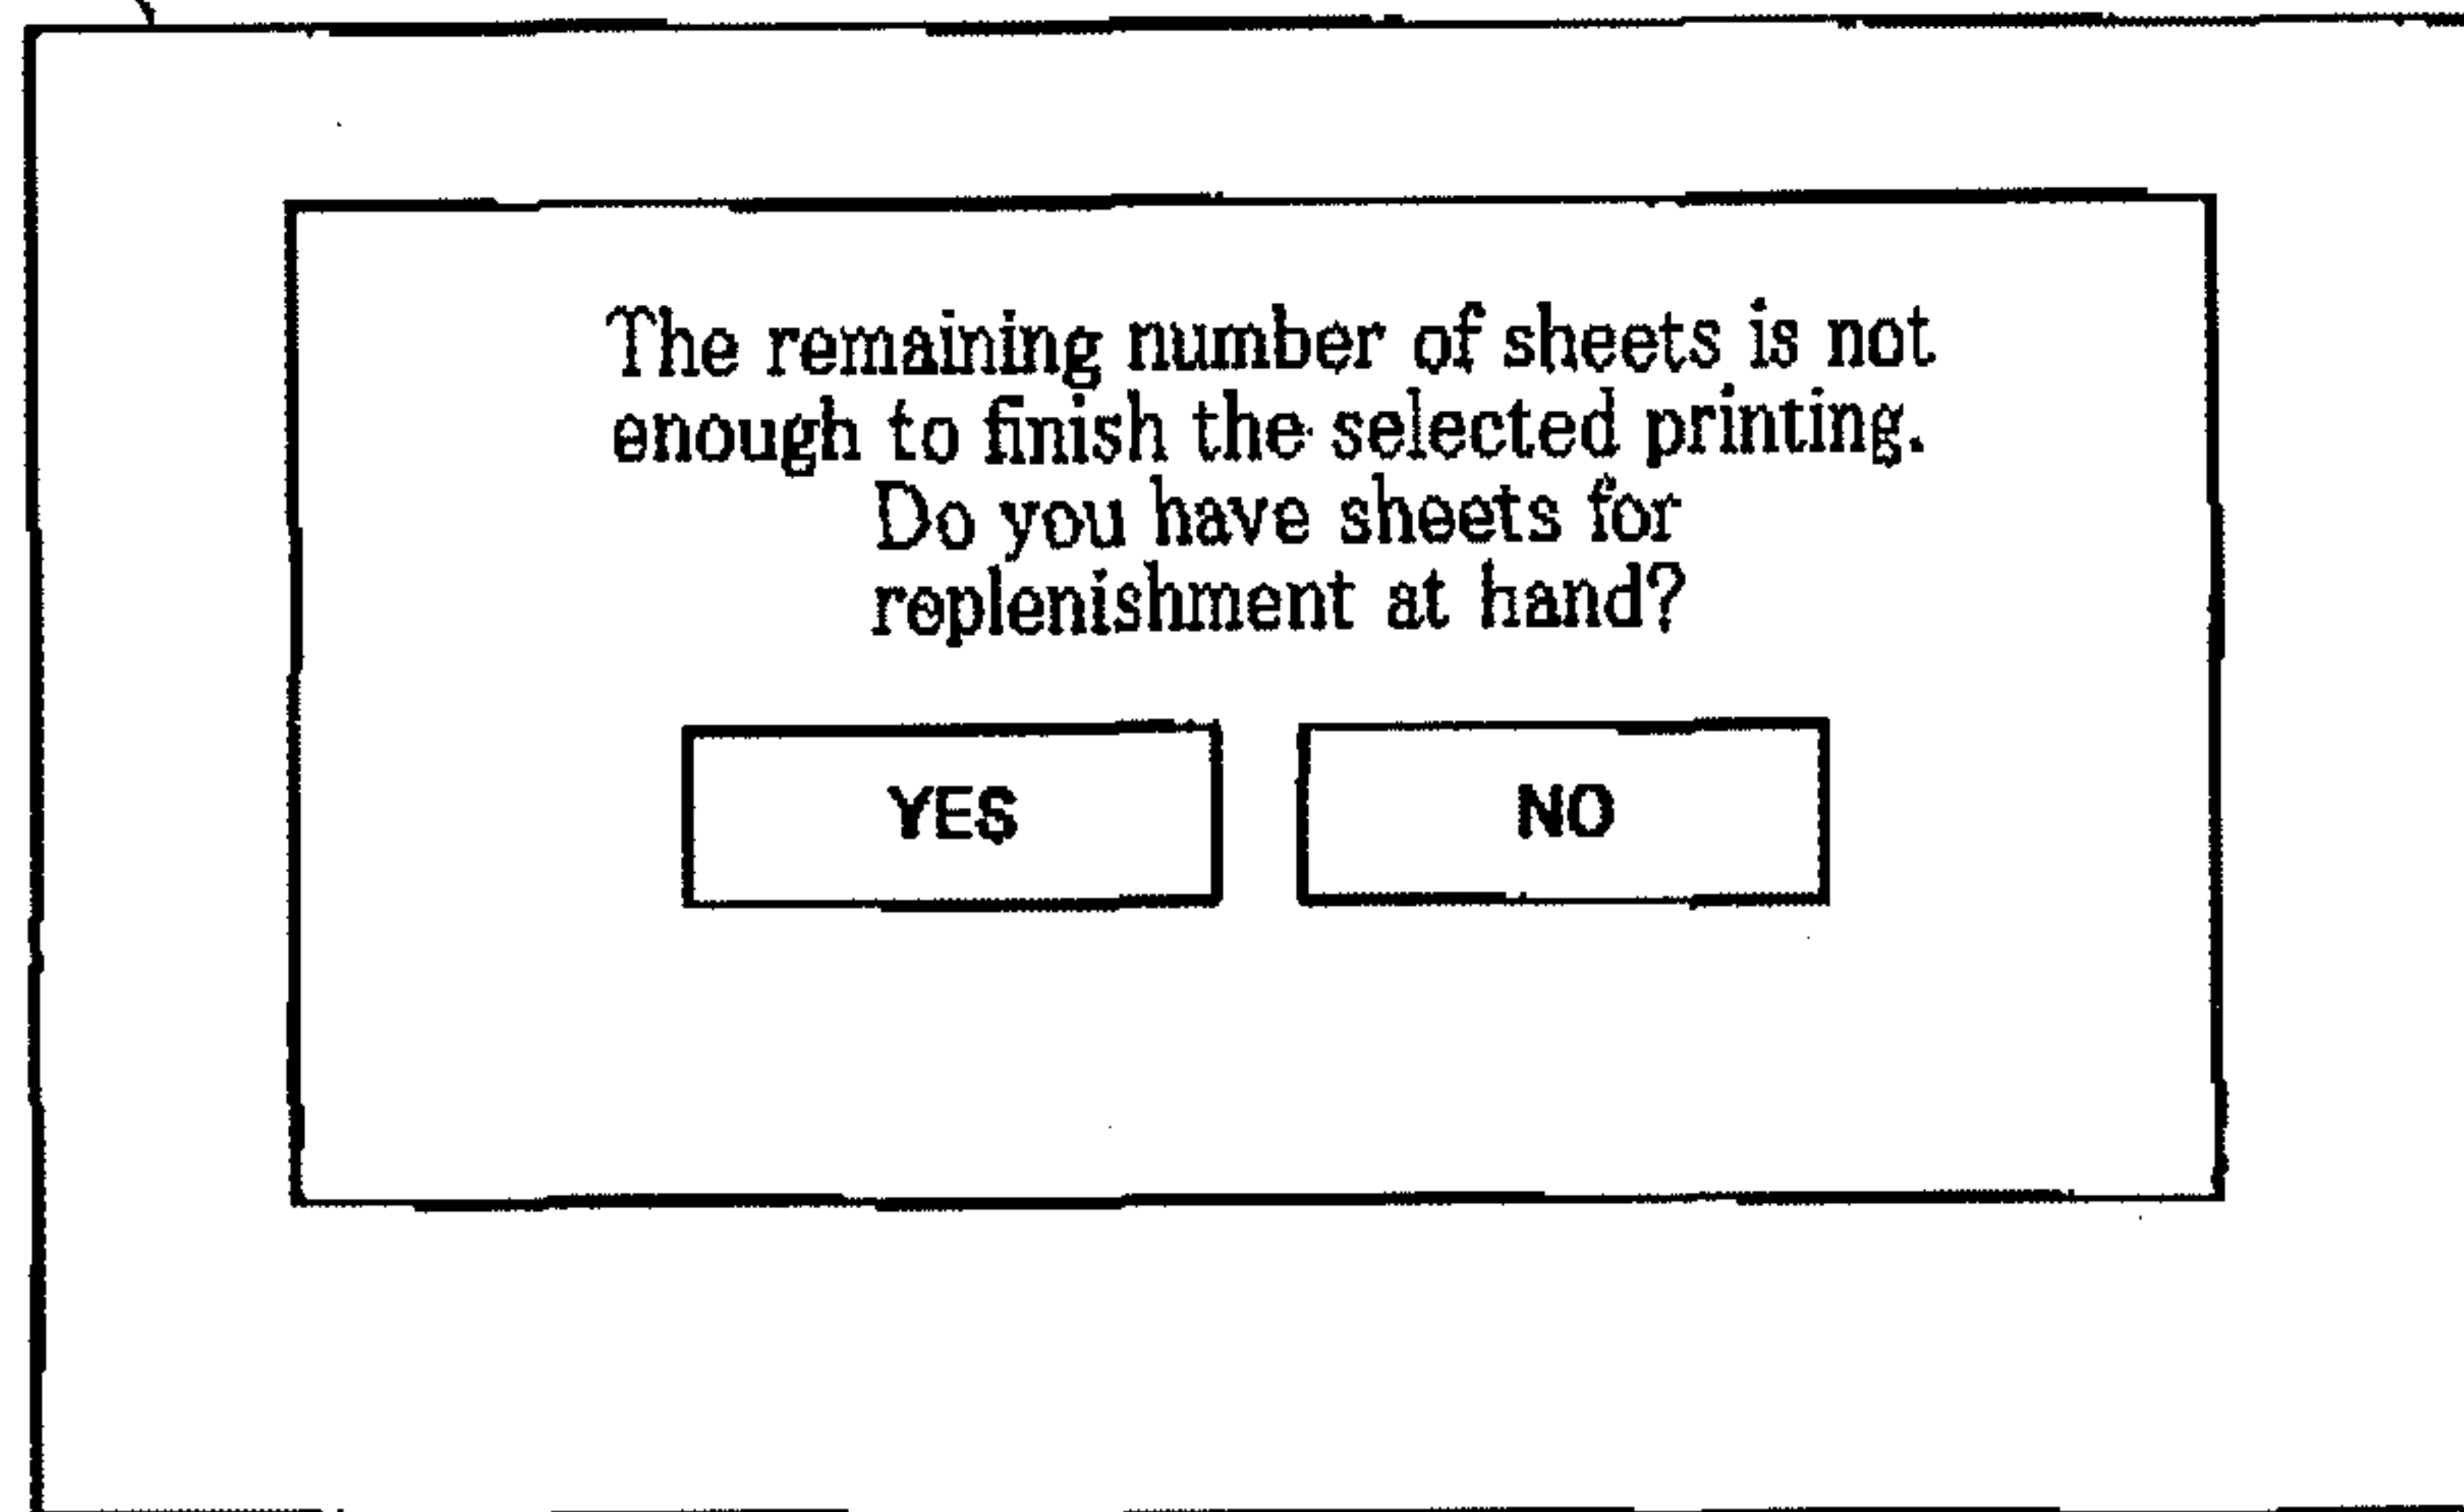 The remaining number of sheets is not
enough to finish the selected printing.
Do you have sheets for
replenishment at hand?
YES NO